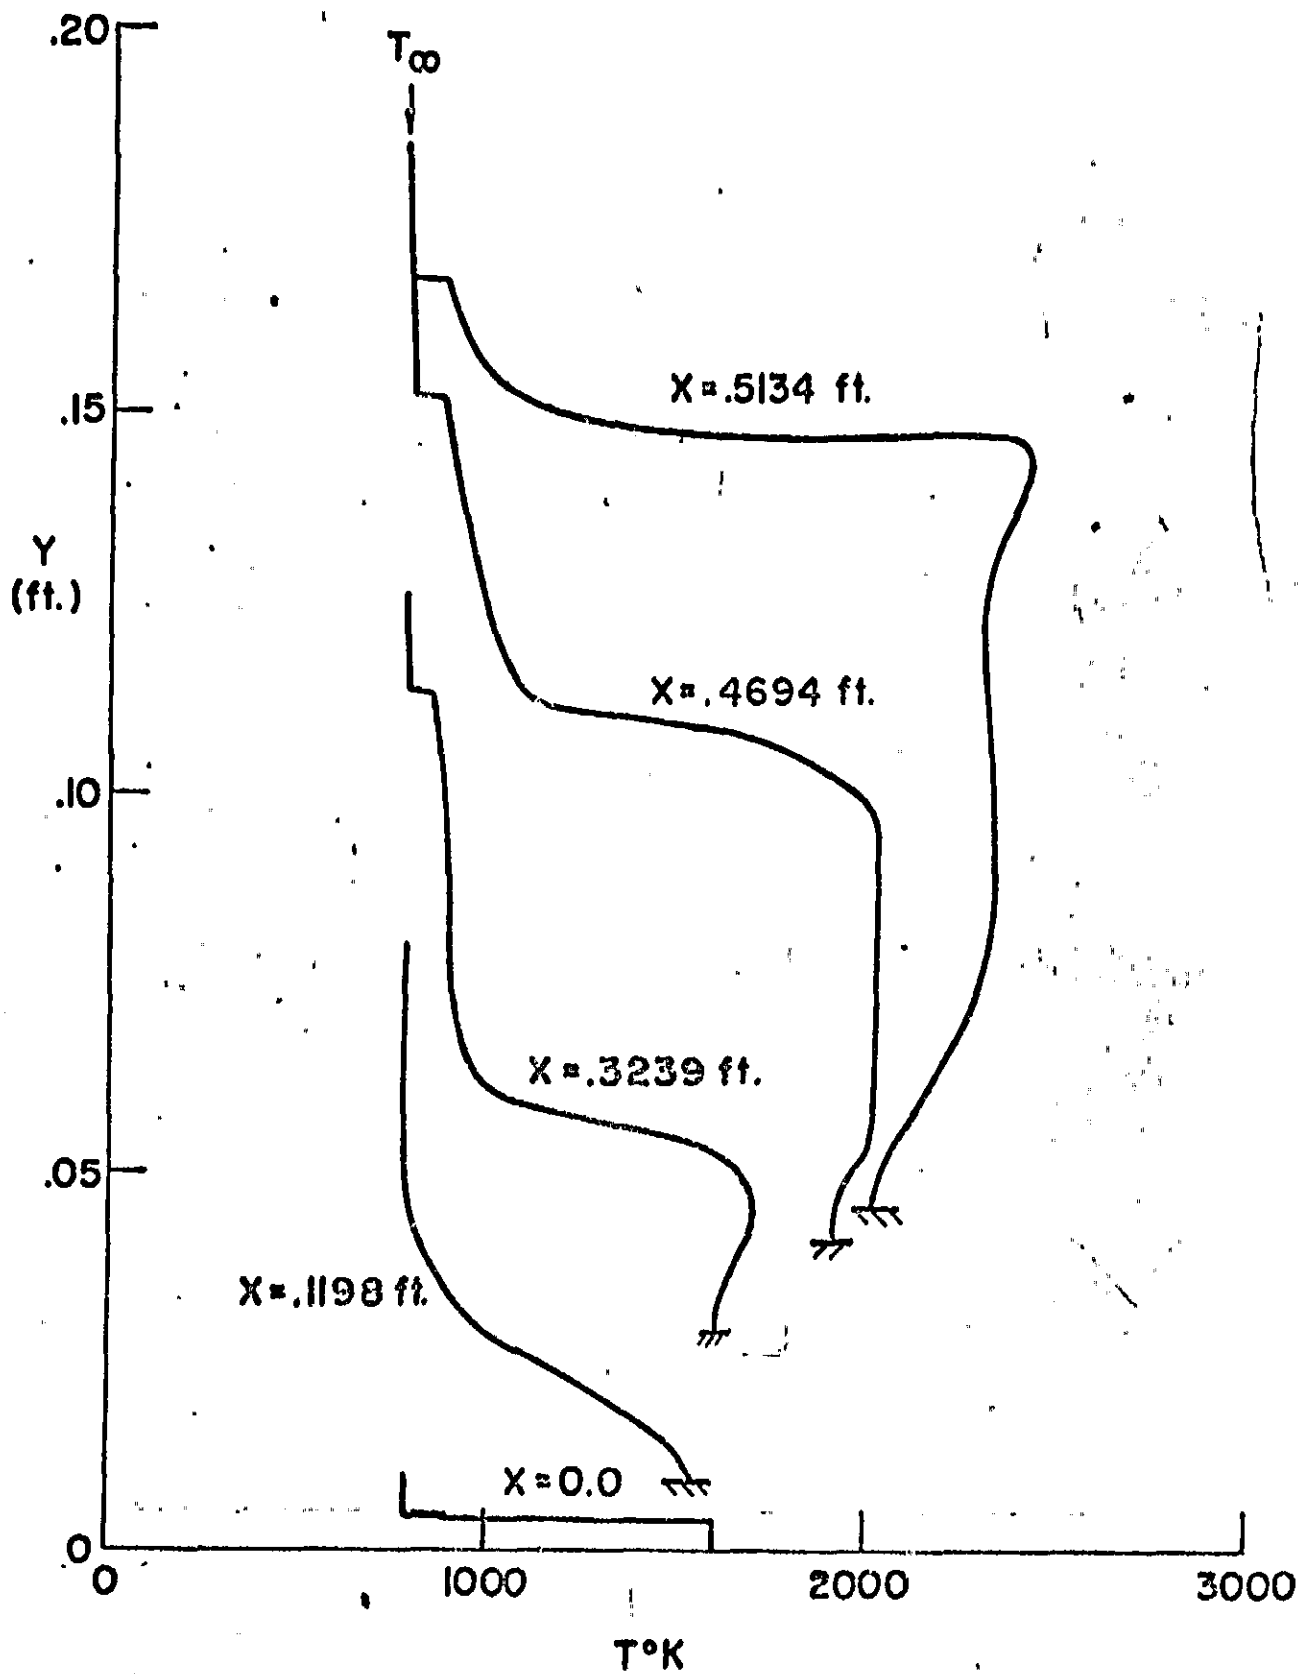 .20
T∞
X=.5134 ft.
.15
Y
(ft.)
X=.4694 ft.
.10
X=.3239 ft.
.05
X=.1198 ft.
X=0.0
.0
0
1000
2000
3000
T°K